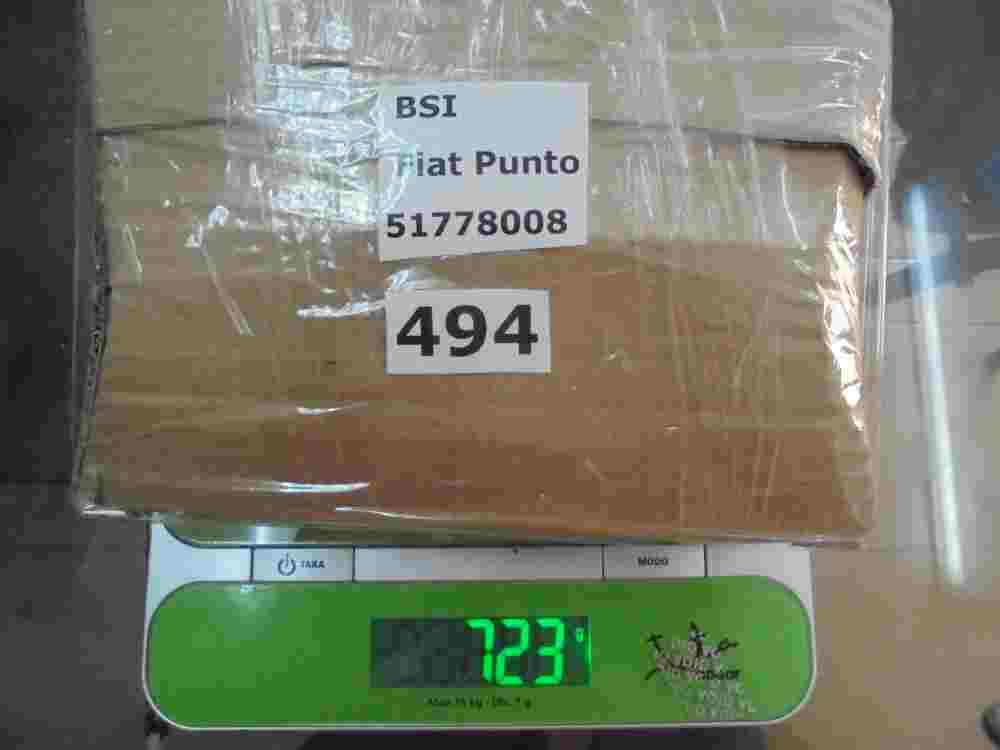 BSI
Fiat Punto
51778008
494
TARA
MODO
723